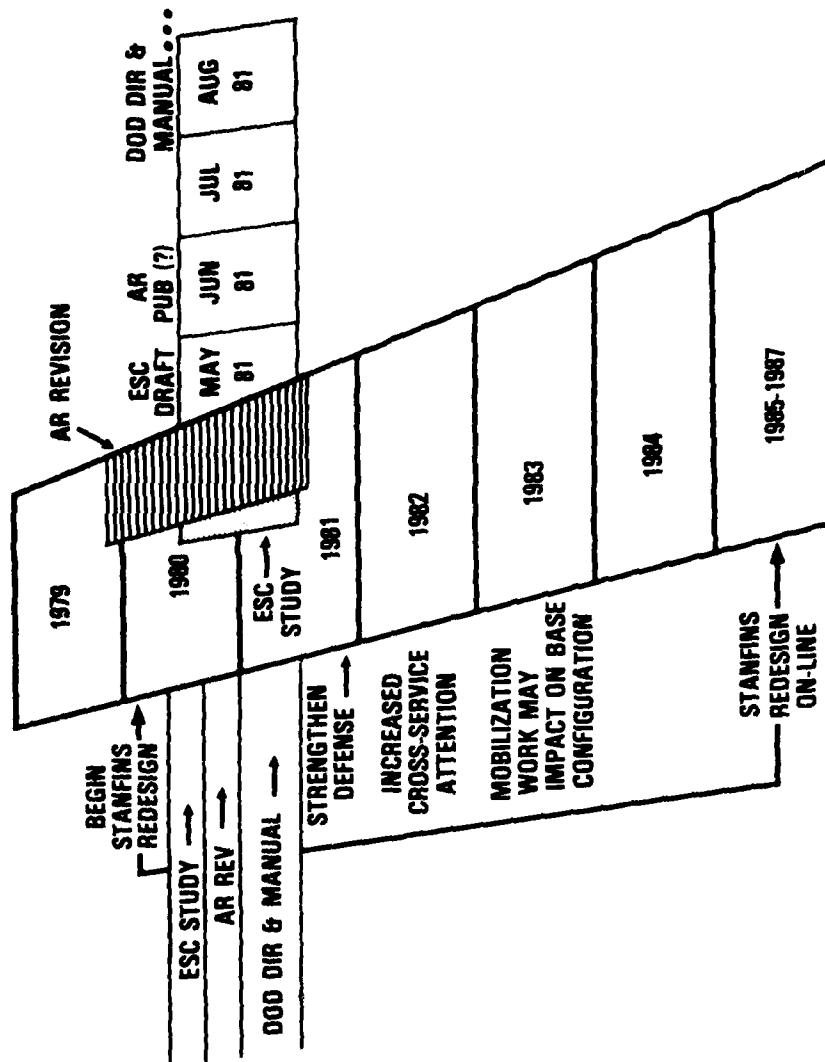 AR REVISION
ESC
DRAFT
AR
PUB (?)
DOD DIR &
MANUAL...
MAY
81
JUN
81
JUL
81
AUG
81
1979
1980
1981
1982
1983
1984
1985-1987
ESC →
STUDY
BEGIN
STANFINS
REDESIGN
ESC STUDY →
AR REV →
DOD DIR & MANUAL →
STRENGTHEN
DEFENSE →
INCREASED
CROSS-SERVICE
ATTENTION
MOBILIZATION
WORK MAY
IMPACT ON BASE
CONFIGURATION
STANFINS
REDESIGN
ON-LINE